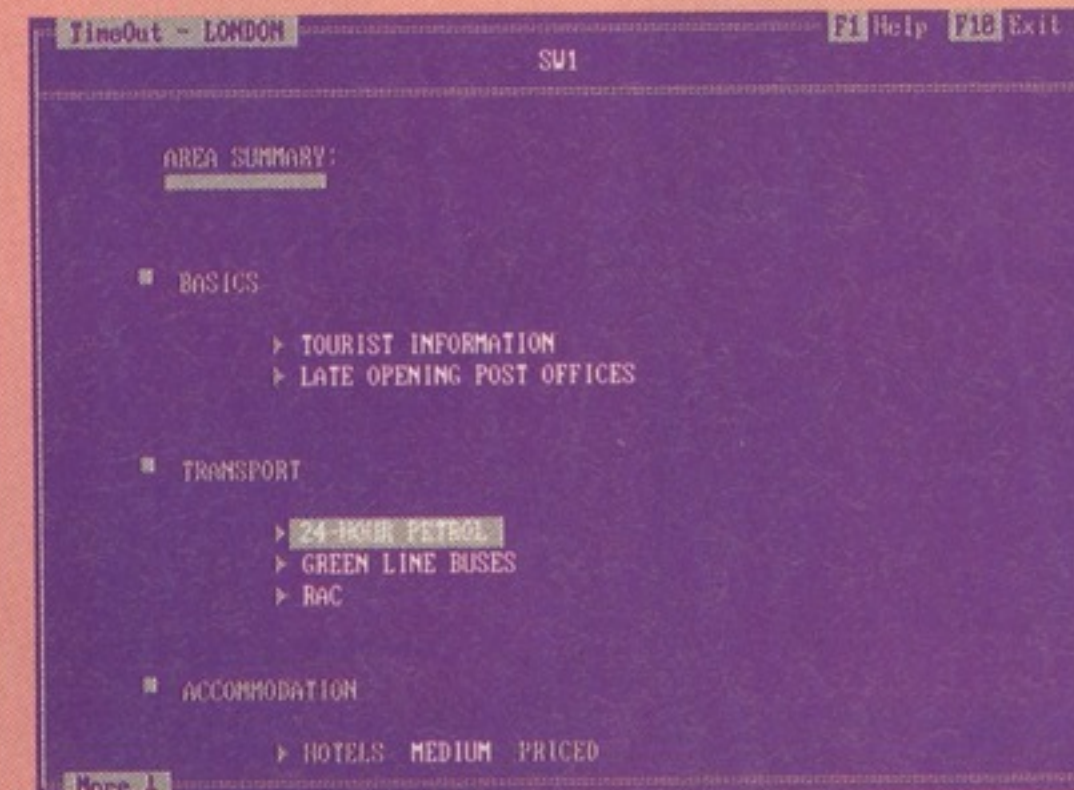 TimeOut - LONDON F1 Help F10 Exit
SW1
AREA SUMMARY:
BASICS
TOURIST INFORMATION
LATE OPENING POST OFFICES
TRANSPORT
24-HOUR PETROL
GREEN LINE BUSES
RAC
ACCOMMODATION
HOTELS MEDIUM PRICED
More ↓